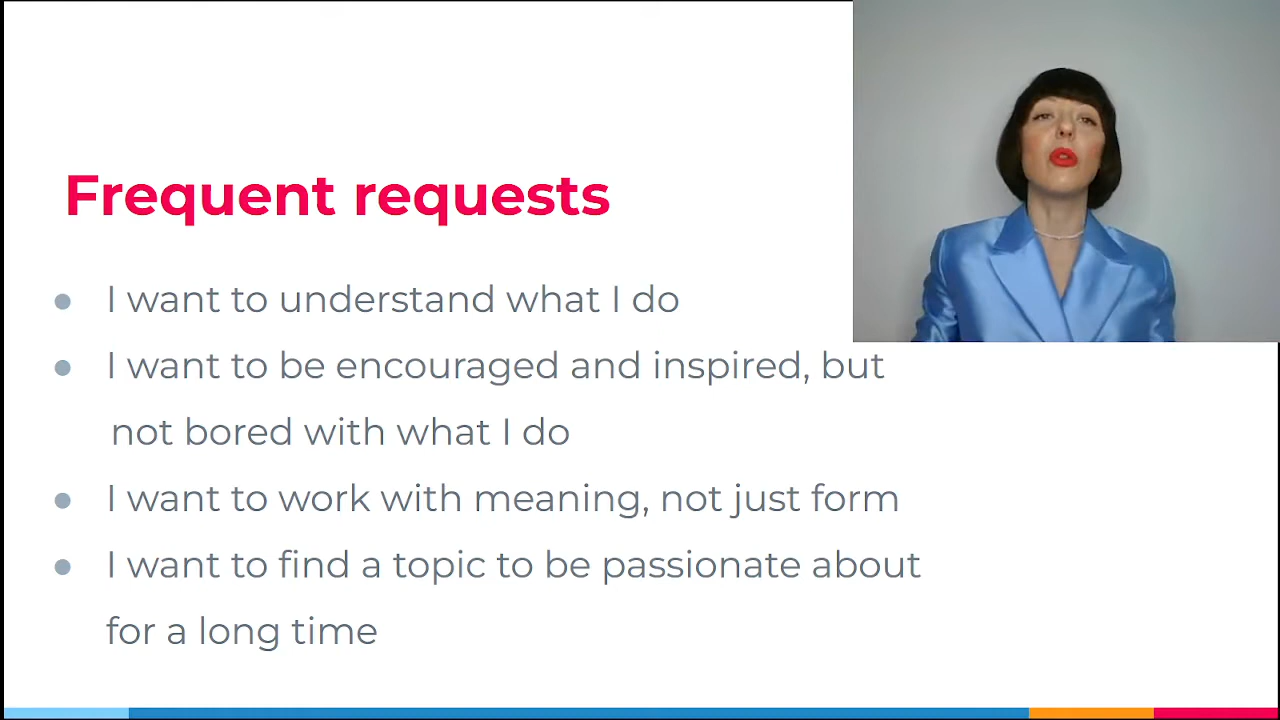 Frequent requests
● I want to understand what I do
● I want to be encouraged and inspired, but
not bored with what I do
● I want to work with meaning, not just form
● I want to find a topic to be passionate about
for a long time